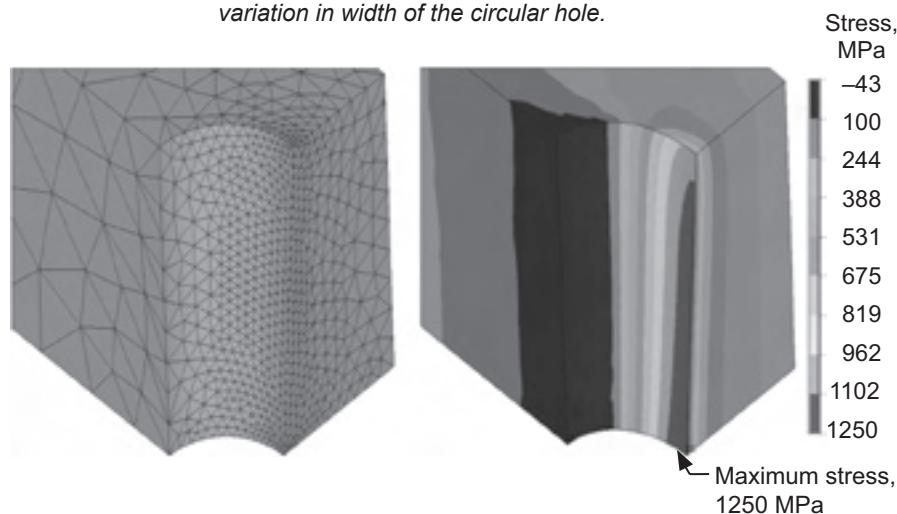 variation in width of the circular hole.
Stress,
MPa
–43
100
244
388
531
675
819
962
1102
1250
Maximum stress,
1250 MPa